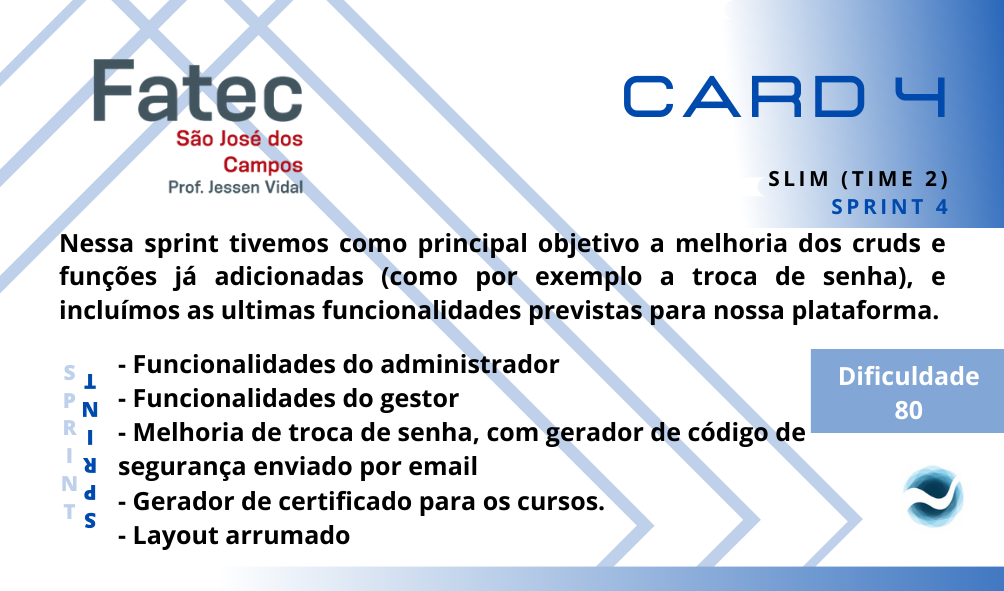 Fatec
São José dos
Campos
Prof. Jessen Vidal
CARD 4
SLIM (TIME 2)
SPRINT 4
Nessa sprint tivemos como principal objetivo a melhoria dos cruds e
funções já adicionadas (como por exemplo a troca de senha), e
incluímos as ultimas funcionalidades previstas para nossa plataforma.
SPRINT
SPRINT
- Funcionalidades do administrador
- Funcionalidades do gestor
- Melhoria de troca de senha, com gerador de código de
segurança enviado por email
- Gerador de certificado para os cursos.
- Layout arrumado
Dificuldade
80